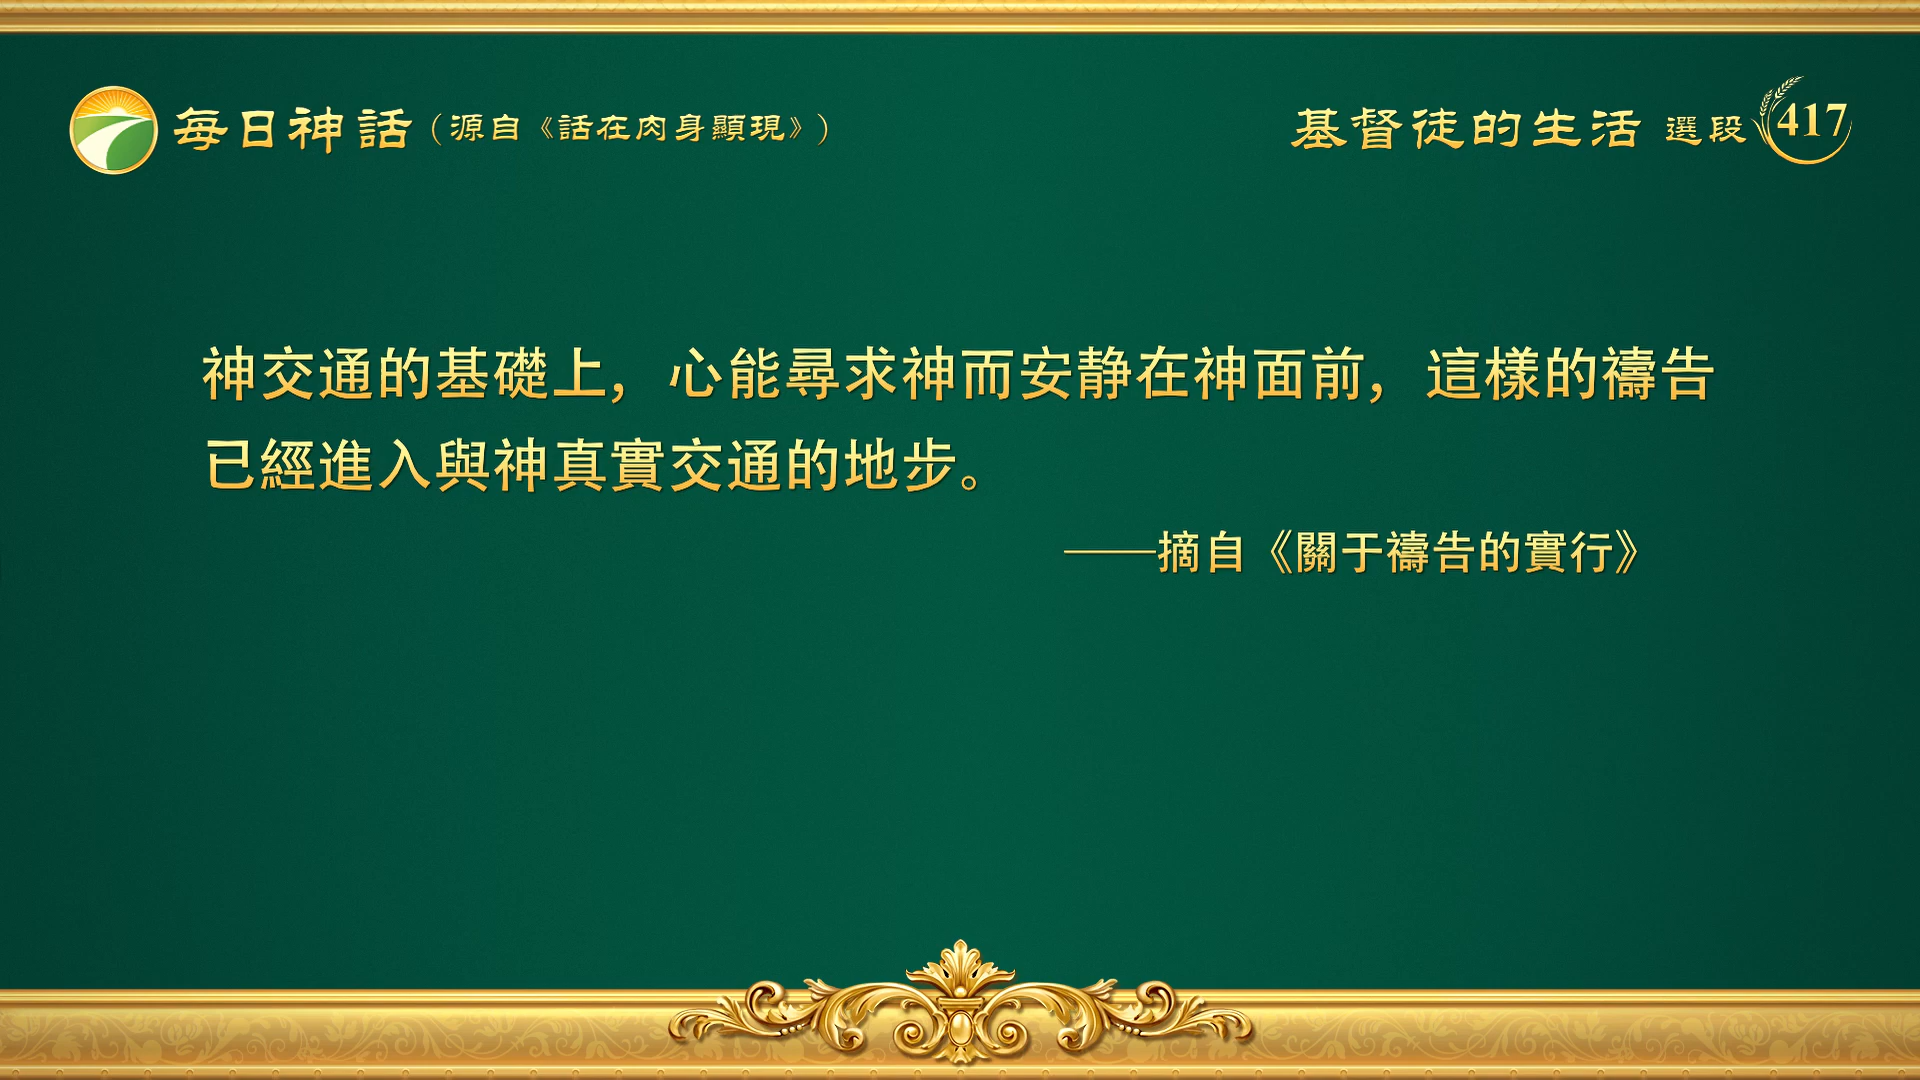 每日神話（源自《話在肉身顯現》）
基督徒的生活 選段 417
神交通的基礎上，心能尋求神而安静在神面前，這樣的禱告
已經進入與神真實交通的地步。
——摘自《關于禱告的實行》